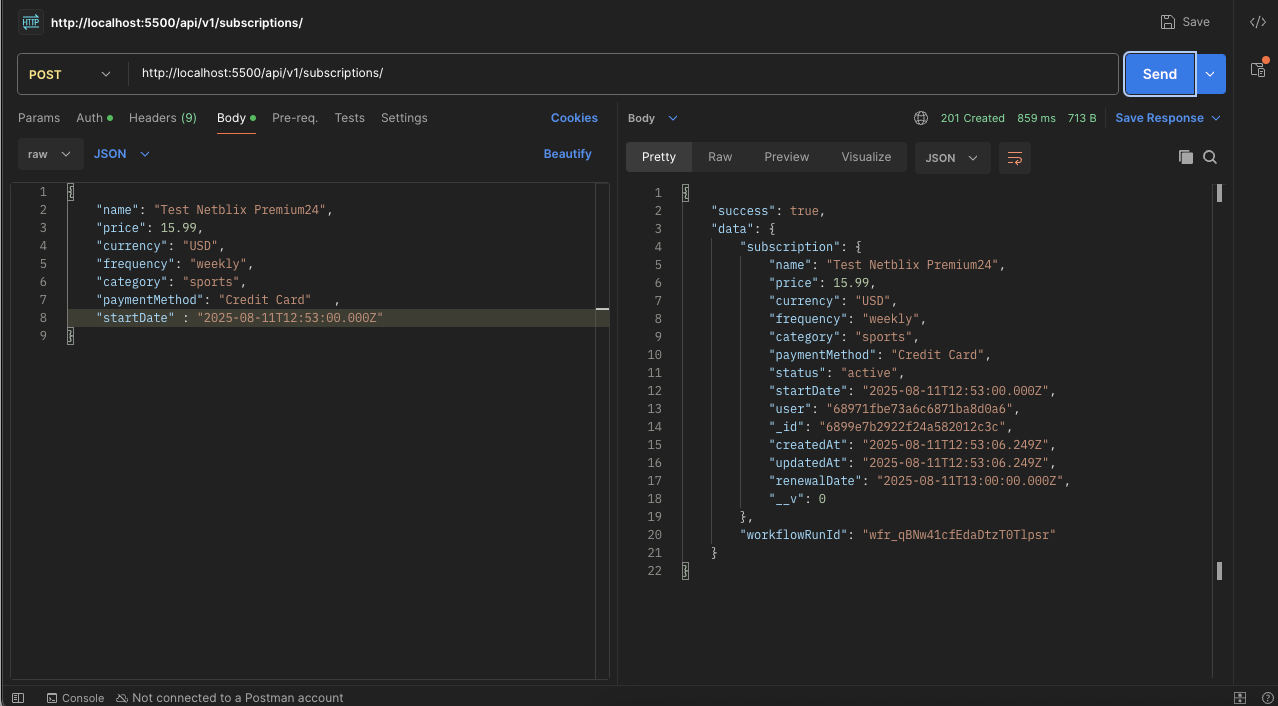 HTTP http://localhost:5500/api/v1/subscriptions/ Save
POST http://localhost:5500/api/v1/subscriptions/ Send
Params Auth Headers (9) Body Pre-req. Tests Settings Cookies
raw JSON Beautify
1 {
2 "name": "Test Netblix Premium24",
3 "price": 15.99,
4 "currency": "USD",
5 "frequency": "weekly",
6 "category": "sports",
7 "paymentMethod": "Credit Card" ,
8 "startDate" : "2025-08-11T12:53:00.000Z"
9 }
Body 201 Created 859 ms 713 B Save Response
Pretty Raw Preview Visualize JSON
1 {
2 "success": true,
3 "data": {
4 "subscription": {
5 "name": "Test Netblix Premium24",
6 "price": 15.99,
7 "currency": "USD",
8 "frequency": "weekly",
9 "category": "sports",
10 "paymentMethod": "Credit Card",
11 "status": "active",
12 "startDate": "2025-08-11T12:53:00.000Z",
13 "user": "68971fbe73a6c6871ba8d0a6",
14 "_id": "6899e7b2922f24a582012c3c",
15 "createdAt": "2025-08-11T12:53:06.249Z",
16 "updatedAt": "2025-08-11T12:53:06.249Z",
17 "renewalDate": "2025-08-11T13:00:00.000Z",
18 "__v": 0
19 },
20 "workflowRunId": "wfr_qBNw41cfEdaDtzT0Tlpsr"
21 }
22 }
Console Not connected to a Postman account